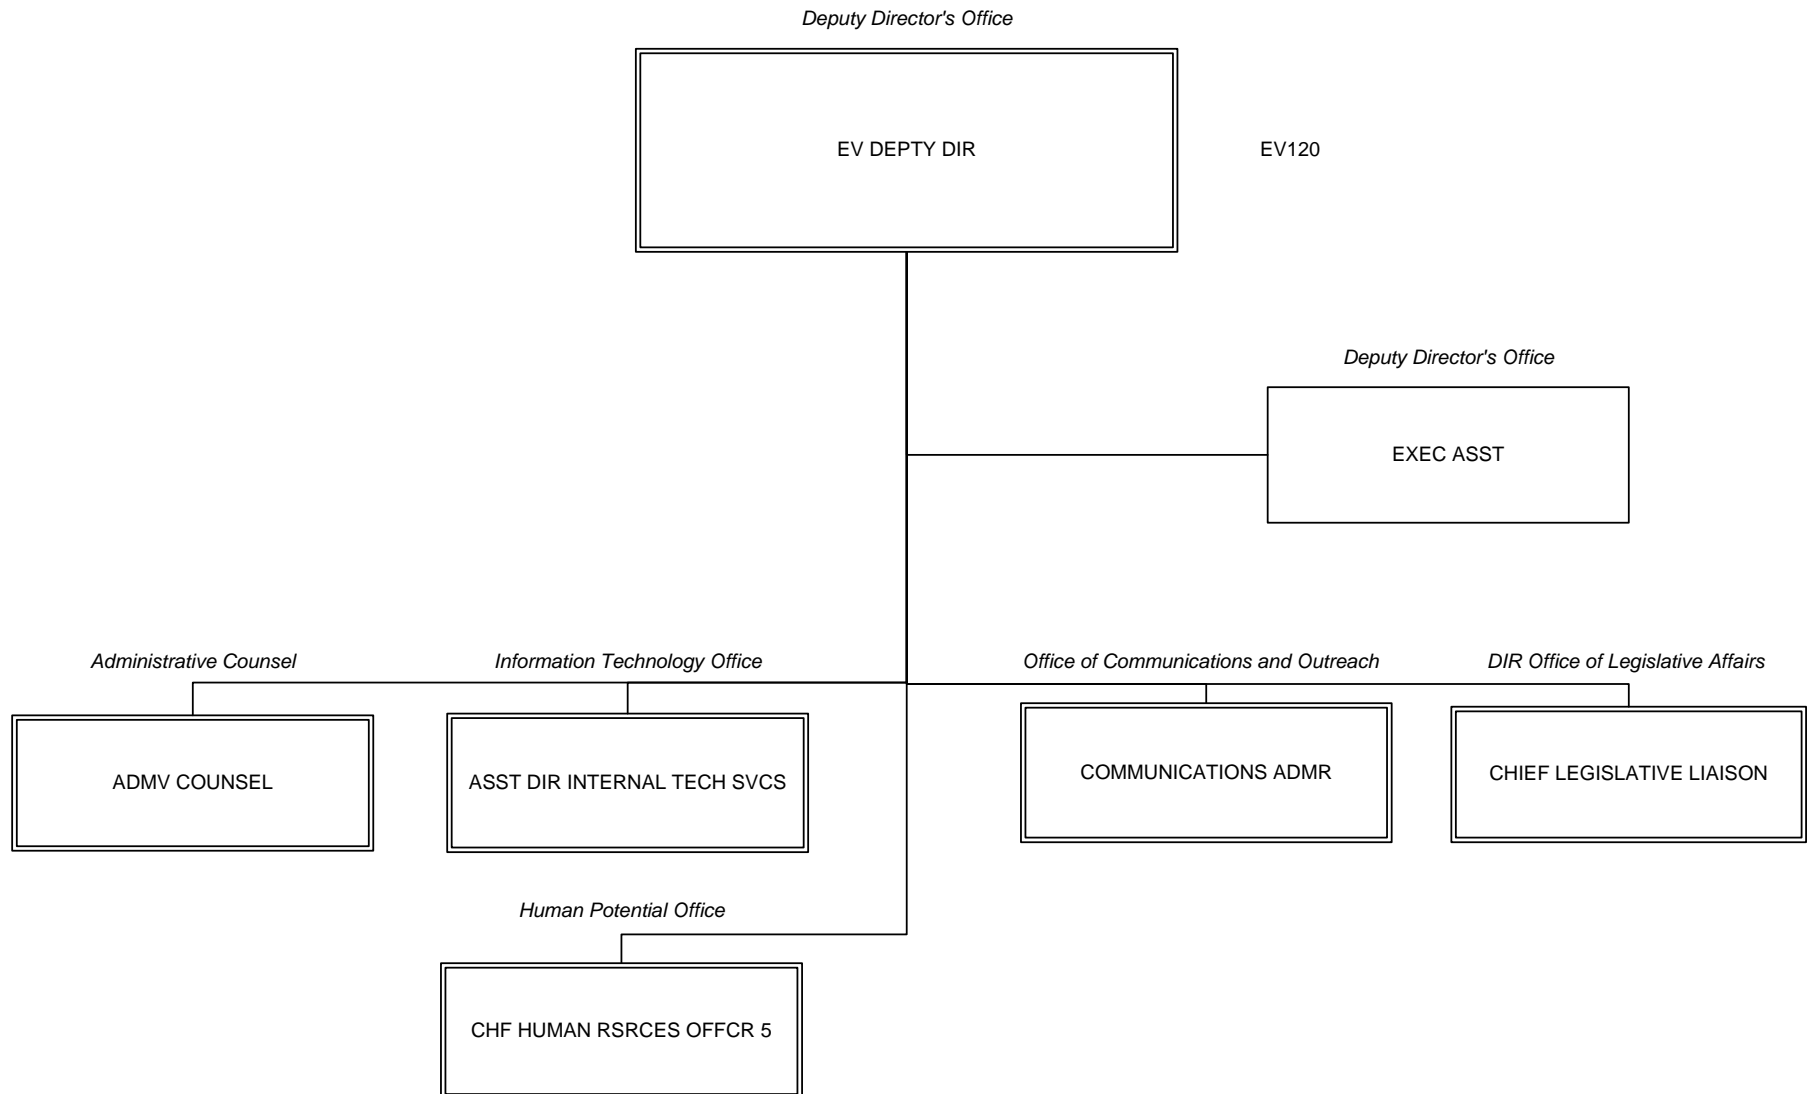 Deputy Director's Office
EV DEPTY DIR
EV120
Deputy Director's Office
EXEC ASST
Administrative Counsel
Information Technology Office
Office of Communications and Outreach
DIR Office of Legislative Affairs
ADMV COUNSEL
ASST DIR INTERNAL TECH SVCS
COMMUNICATIONS ADMR
CHIEF LEGISLATIVE LIAISON
Human Potential Office
CHF HUMAN RSRCES OFFCR 5